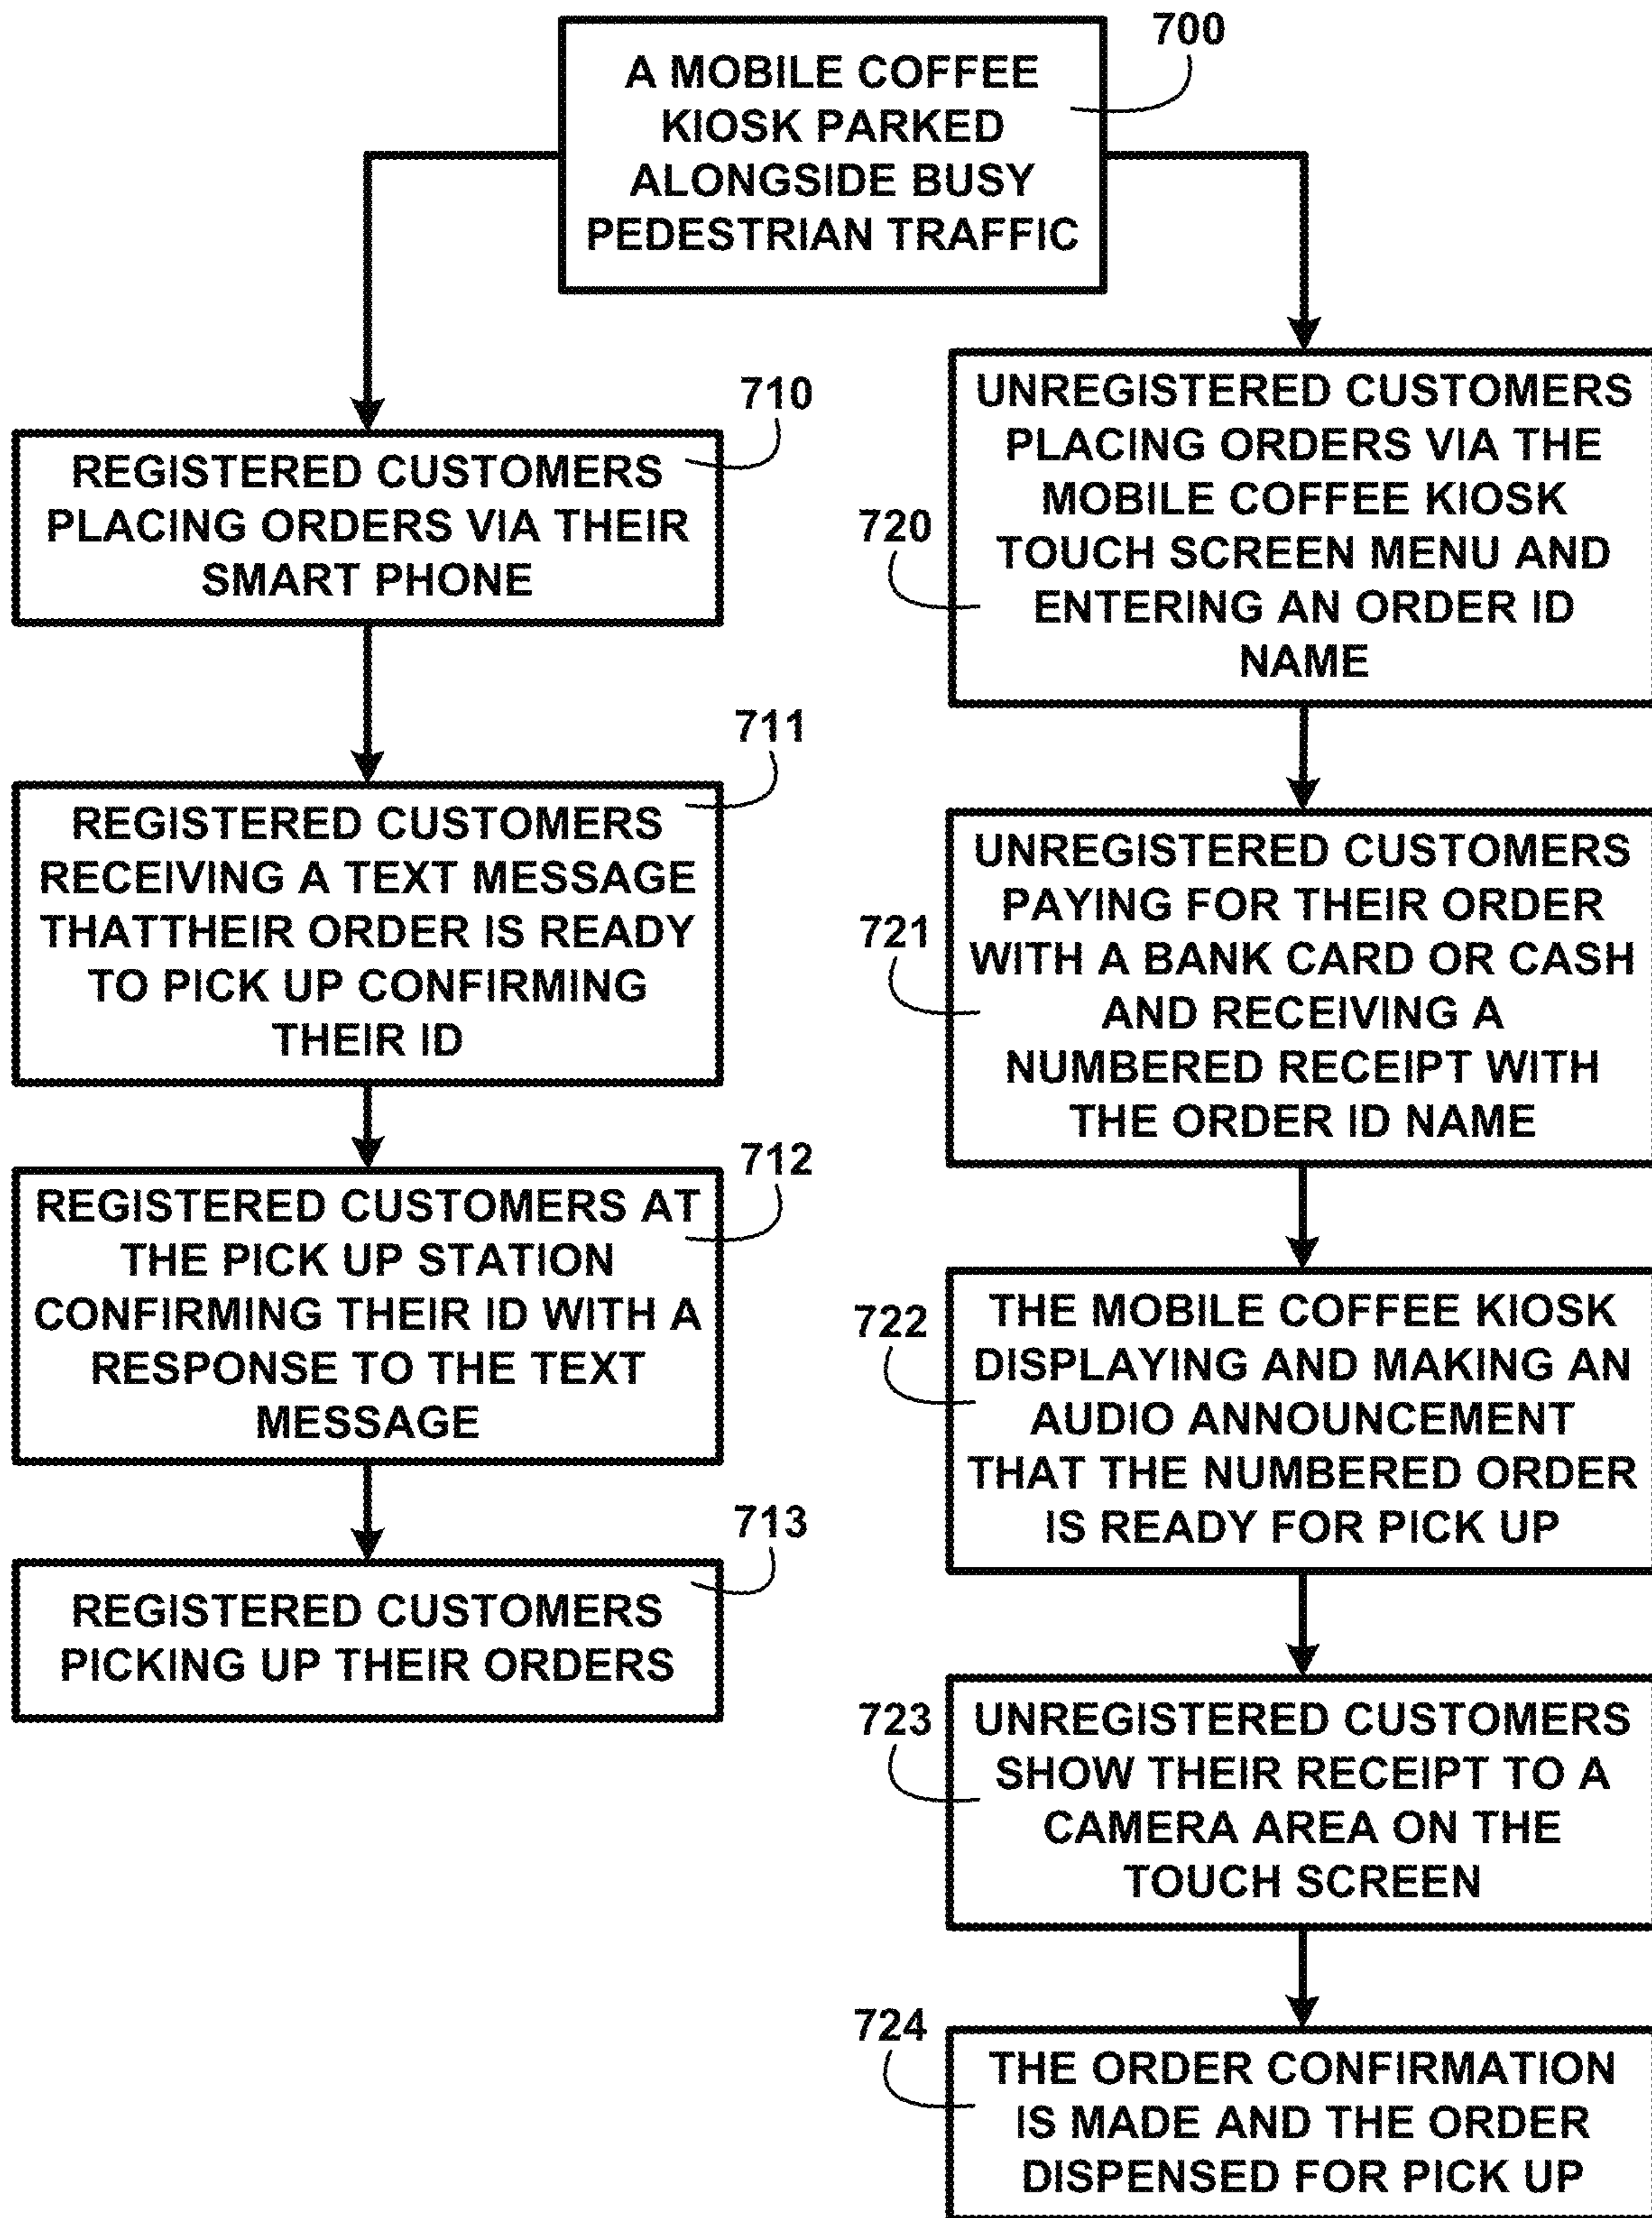 700
A MOBILE COFFEE
KIOSK PARKED
ALONGSIDE BUSY
PEDESTRIAN TRAFFIC
710
REGISTERED CUSTOMERS
PLACING ORDERS VIA THEIR
SMART PHONE
711
REGISTERED CUSTOMERS
RECEIVING A TEXT MESSAGE
THATTHEIR ORDER IS READY
TO PICK UP CONFIRMING
THEIR ID
712
REGISTERED CUSTOMERS AT
THE PICK UP STATION
CONFIRMING THEIR ID WITH A
RESPONSE TO THE TEXT
MESSAGE
713
REGISTERED CUSTOMERS
PICKING UP THEIR ORDERS
720
UNREGISTERED CUSTOMERS
PLACING ORDERS VIA THE
MOBILE COFFEE KIOSK
TOUCH SCREEN MENU AND
ENTERING AN ORDER ID
NAME
721
UNREGISTERED CUSTOMERS
PAYING FOR THEIR ORDER
WITH A BANK CARD OR CASH
AND RECEIVING A
NUMBERED RECEIPT WITH
THE ORDER ID NAME
722
THE MOBILE COFFEE KIOSK
DISPLAYING AND MAKING AN
AUDIO ANNOUNCEMENT
THAT THE NUMBERED ORDER
IS READY FOR PICK UP
723
UNREGISTERED CUSTOMERS
SHOW THEIR RECEIPT TO A
CAMERA AREA ON THE
TOUCH SCREEN
724
THE ORDER CONFIRMATION
IS MADE AND THE ORDER
DISPENSED FOR PICK UP